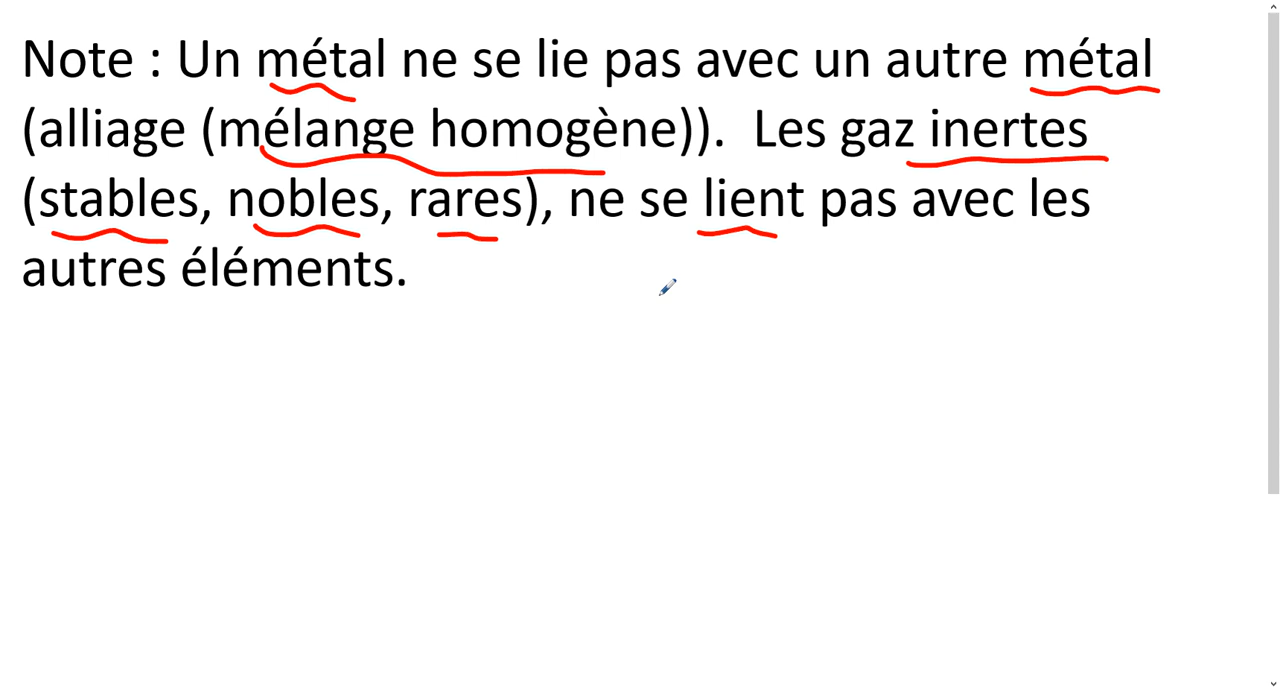 Note : Un métal ne se lie pas avec un autre métal
(alliage (mélange homogène)).  Les gaz inertes
(stables, nobles, rares), ne se lient pas avec les
autres éléments.